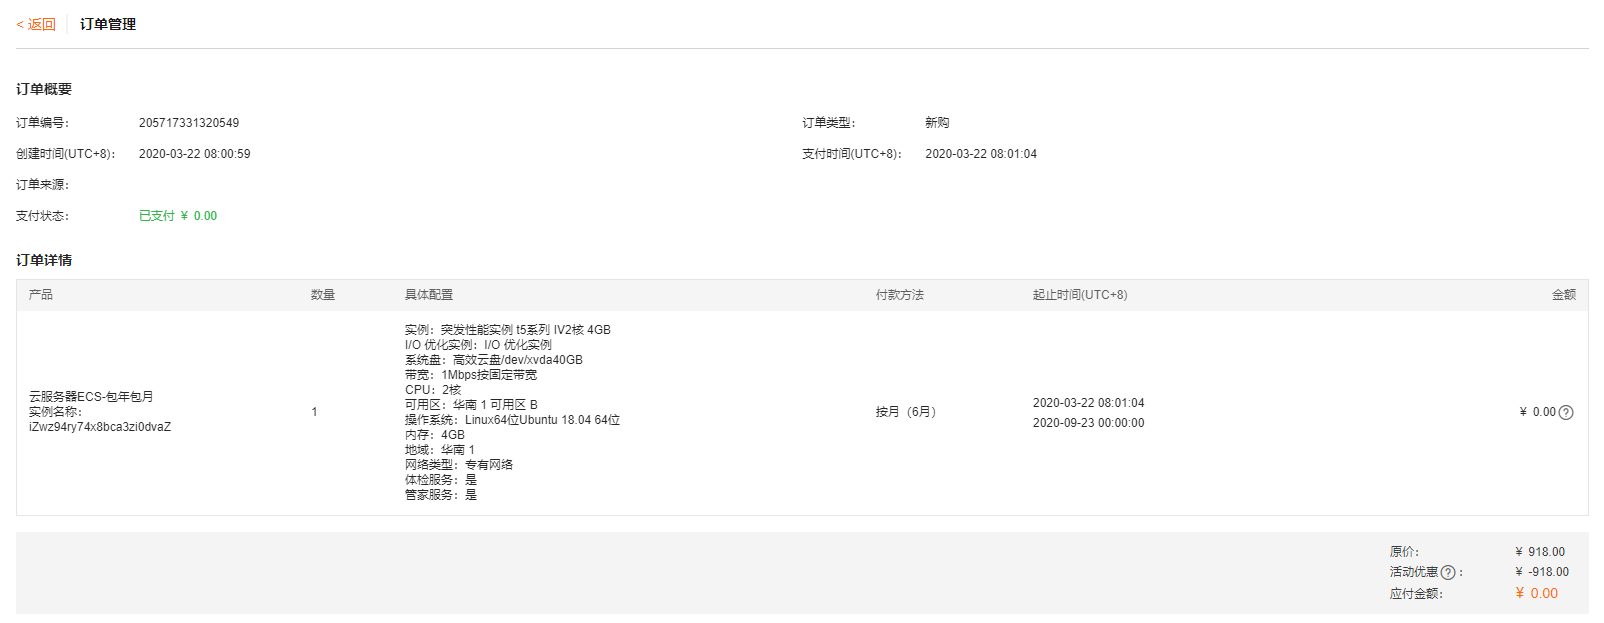 < 返回 订单管理
订单概要
订单编号： 205717331320549 订单类型： 新购
创建时间(UTC+8)： 2020-03-22 08:00:59 支付时间(UTC+8)： 2020-03-22 08:01:04
订单来源：
支付状态： 已支付 ¥ 0.00
订单详情
产品 数量 具体配置 付款方法 起止时间(UTC+8) 金额
云服务器ECS-包年包月
实例名称：
iZwz94ry74x8bca3zi0dvaZ
1
实例：突发性能实例 t5系列 IV2核 4GB
I/O 优化实例：I/O 优化实例
系统盘：高效云盘/dev/xvda40GB
带宽：1Mbps按固定带宽
CPU：2核
可用区：华南 1 可用区 B
操作系统：Linux64位Ubuntu 18.04 64位
内存：4GB
地域：华南 1
网络类型：专有网络
体检服务：是
管家服务：是
按月（6月）
2020-03-22 08:01:04
2020-09-23 00:00:00
¥ 0.00 ?
原价： ¥ 918.00
活动优惠 ?： ¥ -918.00
应付金额： ¥ 0.00